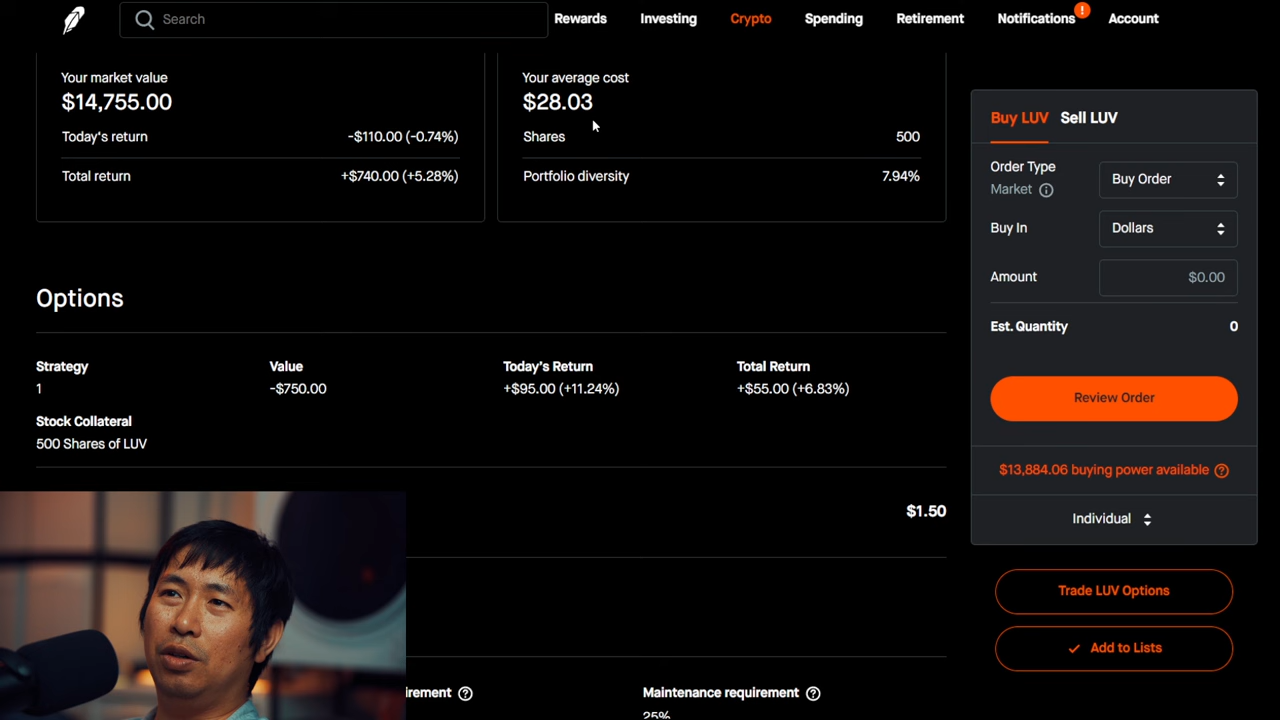 Search
Rewards
Investing
Crypto
Spending
Retirement
Notifications
!
Account
Your market value
$14,755.00
Today's return
-$110.00 (-0.74%)
Total return
+$740.00 (+5.28%)
Your average cost
$28.03
Shares
500
Portfolio diversity
7.94%
Options
Strategy
Value
Today's Return
Total Return
1
-$750.00
+$95.00 (+11.24%)
+$55.00 (+6.83%)
Stock Collateral
500 Shares of LUV
$1.50
irement ?
Maintenance requirement ?
25%
Buy LUV
Sell LUV
Order Type
Market i
Buy Order
Buy In
Dollars
Amount
$0.00
Est. Quantity
0
Review Order
$13,884.06 buying power available ?
Individual
Trade LUV Options
Add to Lists